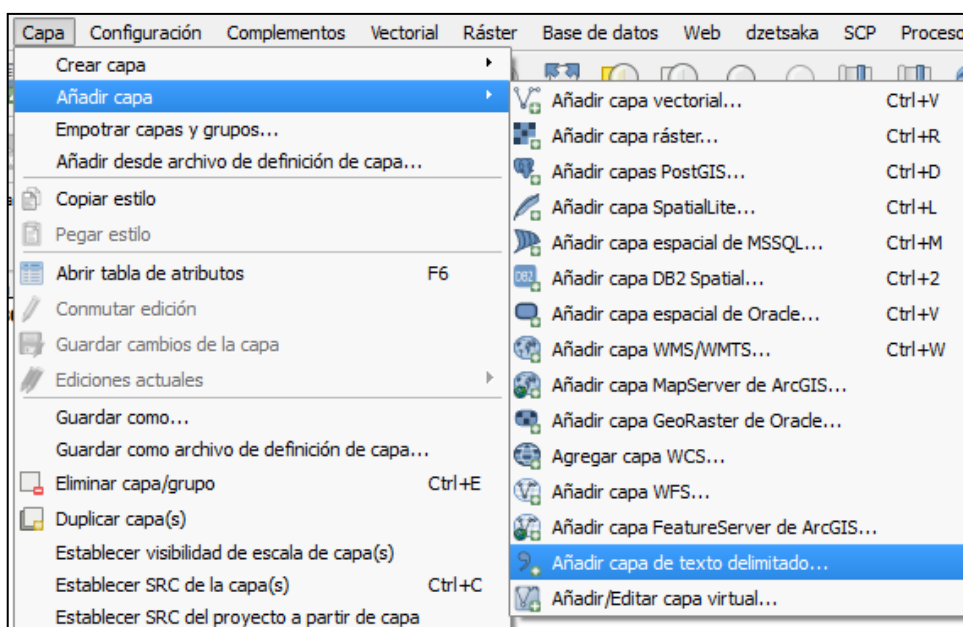 Capa Configuración Complementos Vectorial Ráster Base de datos Web dzetsaka SCP Proceso
Crear capa
Añadir capa
Empotrar capas y grupos...
Añadir desde archivo de definición de capa...
Copiar estilo
Pegar estilo
Abrir tabla de atributos F6
Conmutar edición
Guardar cambios de la capa
Ediciones actuales
Guardar como...
Guardar como archivo de definición de capa...
Eliminar capa/grupo Ctrl+E
Duplicar capa(s)
Establecer visibilidad de escala de capa(s)
Establecer SRC de la capa(s) Ctrl+C
Establecer SRC del proyecto a partir de capa
Añadir capa vectorial... Ctrl+V
Añadir capa ráster... Ctrl+R
Añadir capas PostGIS... Ctrl+D
Añadir capa SpatialLite... Ctrl+L
Añadir capa espacial de MSSQL... Ctrl+M
DB2 Añadir capa DB2 Spatial... Ctrl+2
Añadir capa espacial de Oracle... Ctrl+V
Añadir capa WMS/WMTS... Ctrl+W
Añadir capa MapServer de ArcGIS...
Añadir capa GeoRaster de Oracle...
Agregar capa WCS...
Añadir capa WFS...
Añadir capa FeatureServer de ArcGIS...
Añadir capa de texto delimitado...
Añadir/Editar capa virtual...